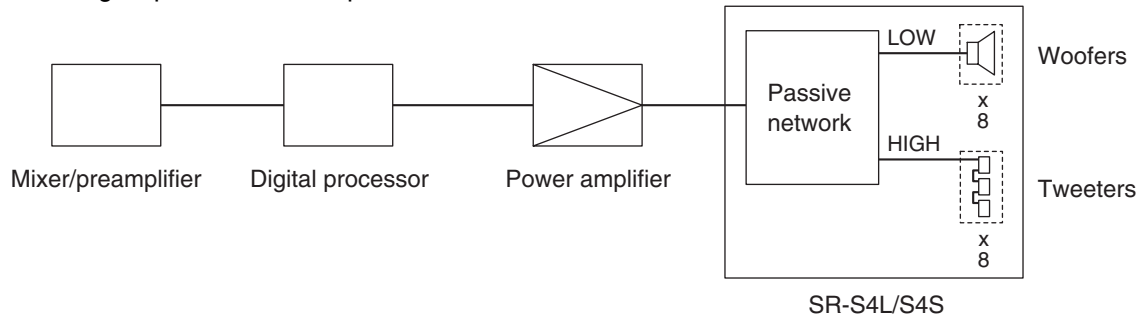 LOW
Woofers
x
8
Passive
network
HIGH
Mixer/preamplifier
Digital processor
Power amplifier
Tweeters
x
8
SR-S4L/S4S